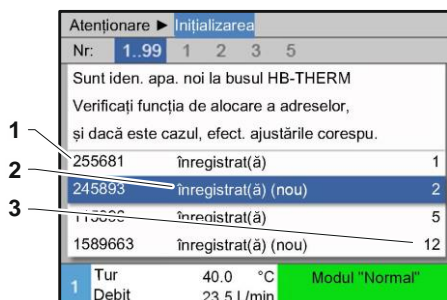 Atenționare ► Inițializarea
Nr: 1..99 1 2 3 5
Sunt iden. apa. noi la busul HB-THERM
Verificați funcția de alocare a adreselor,
și dacă este cazul, efect. ajustările corespu.
1
255681 înregistrat(ă) 1
2
245893 înregistrat(ă) (nou) 2
3
înregistrat(ă) 5
1589663 înregistrat(ă) (nou) 12
1 Tur 40.0 °C Modul "Normal"
Debit 23.5 L/min